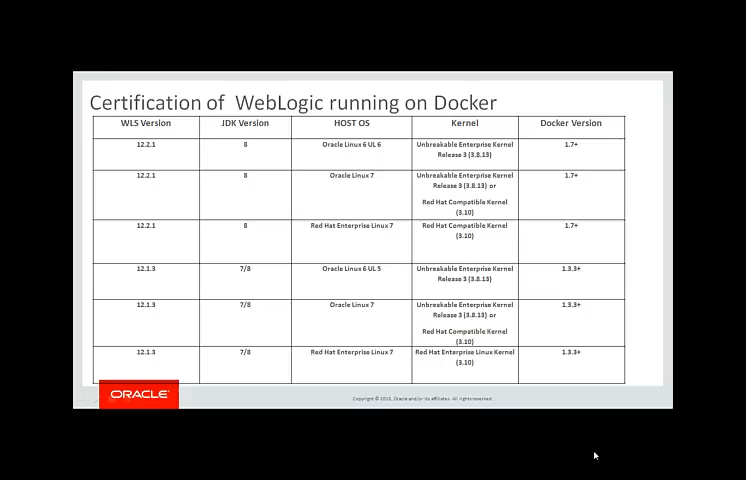 Certification of WebLogic running on Docker
WLS Version JDK Version HOST OS Kernel Docker Version
12.2.1 8 Oracle Linux 6 UL 6 Unbreakable Enterprise Kernel 1.7+
Release 3 (3.8.13)
12.2.1 8 Oracle Linux 7 Unbreakable Enterprise Kernel 1.7+
Release 3 (3.8.13) or
Red Hat Compatible Kernel
(3.10)
12.2.1 8 Red Hat Enterprise Linux 7 Red Hat Compatible Kernel 1.7+
(3.10)
12.1.3 7/8 Oracle Linux 6 UL 5 Unbreakable Enterprise Kernel 1.3.3+
Release 3 (3.8.13)
12.1.3 7/8 Oracle Linux 7 Unbreakable Enterprise Kernel 1.3.3+
Release 3 (3.8.13) or
Red Hat Compatible Kernel
(3.10)
12.1.3 7/8 Red Hat Enterprise Linux 7 Red Hat Enterprise Linux Kernel 1.3.3+
(3.10)
ORACLE
Copyright © 2015, Oracle and/or its affiliates. All rights reserved.